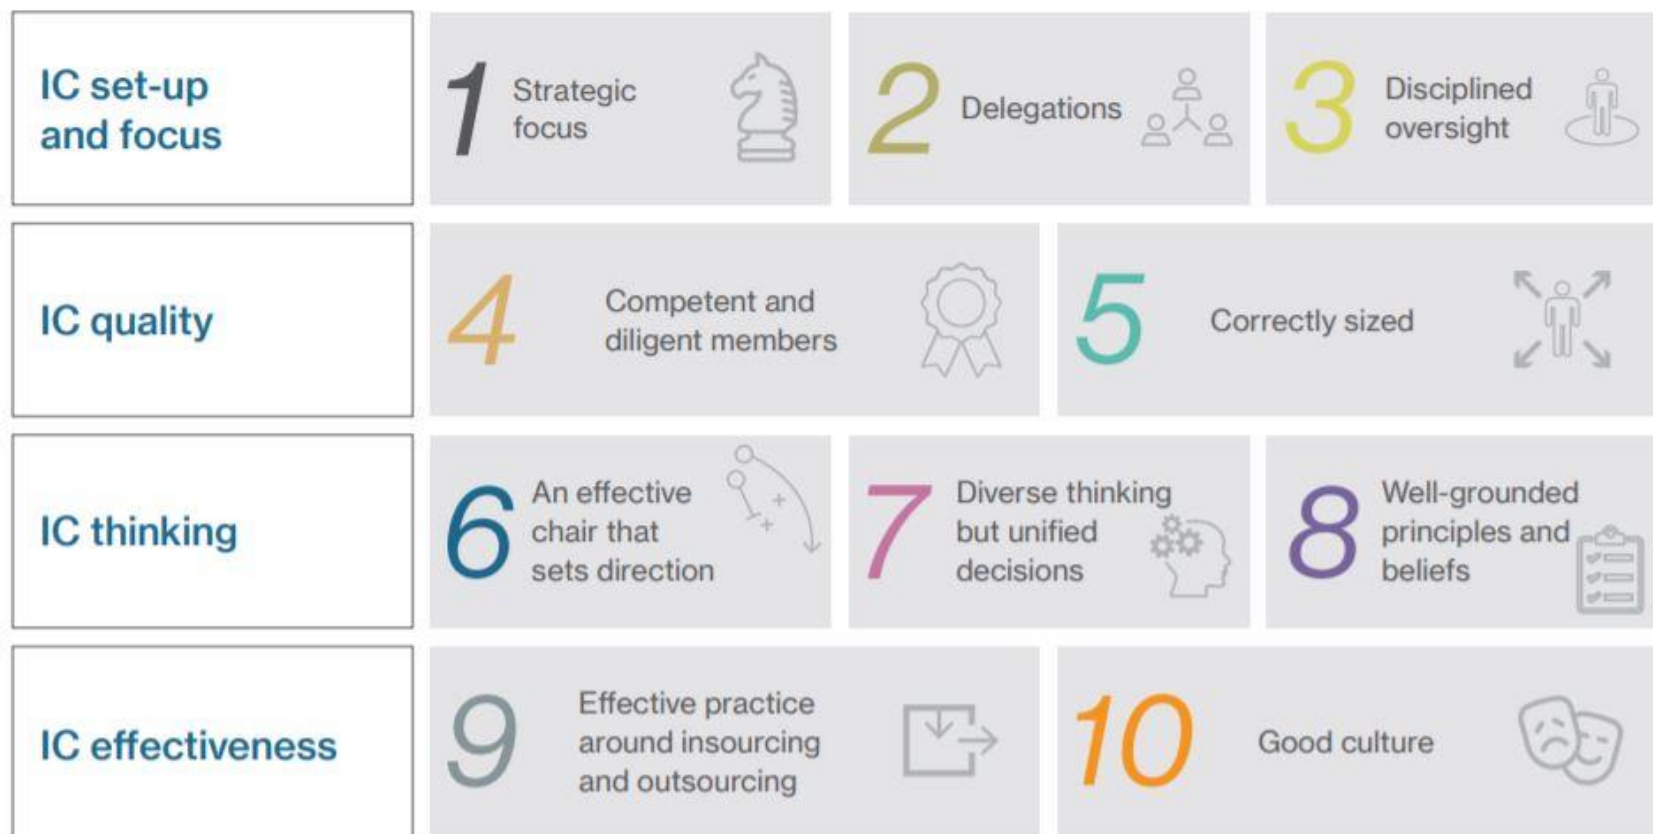 IC set-up
and focus
1
Strategic
focus
2
Delegations
3
Disciplined
oversight
IC quality
4
Competent and
diligent members
5
Correctly sized
IC thinking
6
An effective
chair that
sets direction
7
Diverse thinking
but unified
decisions
8
Well-grounded
principles and
beliefs
IC effectiveness
9
Effective practice
around insourcing
and outsourcing
10
Good culture